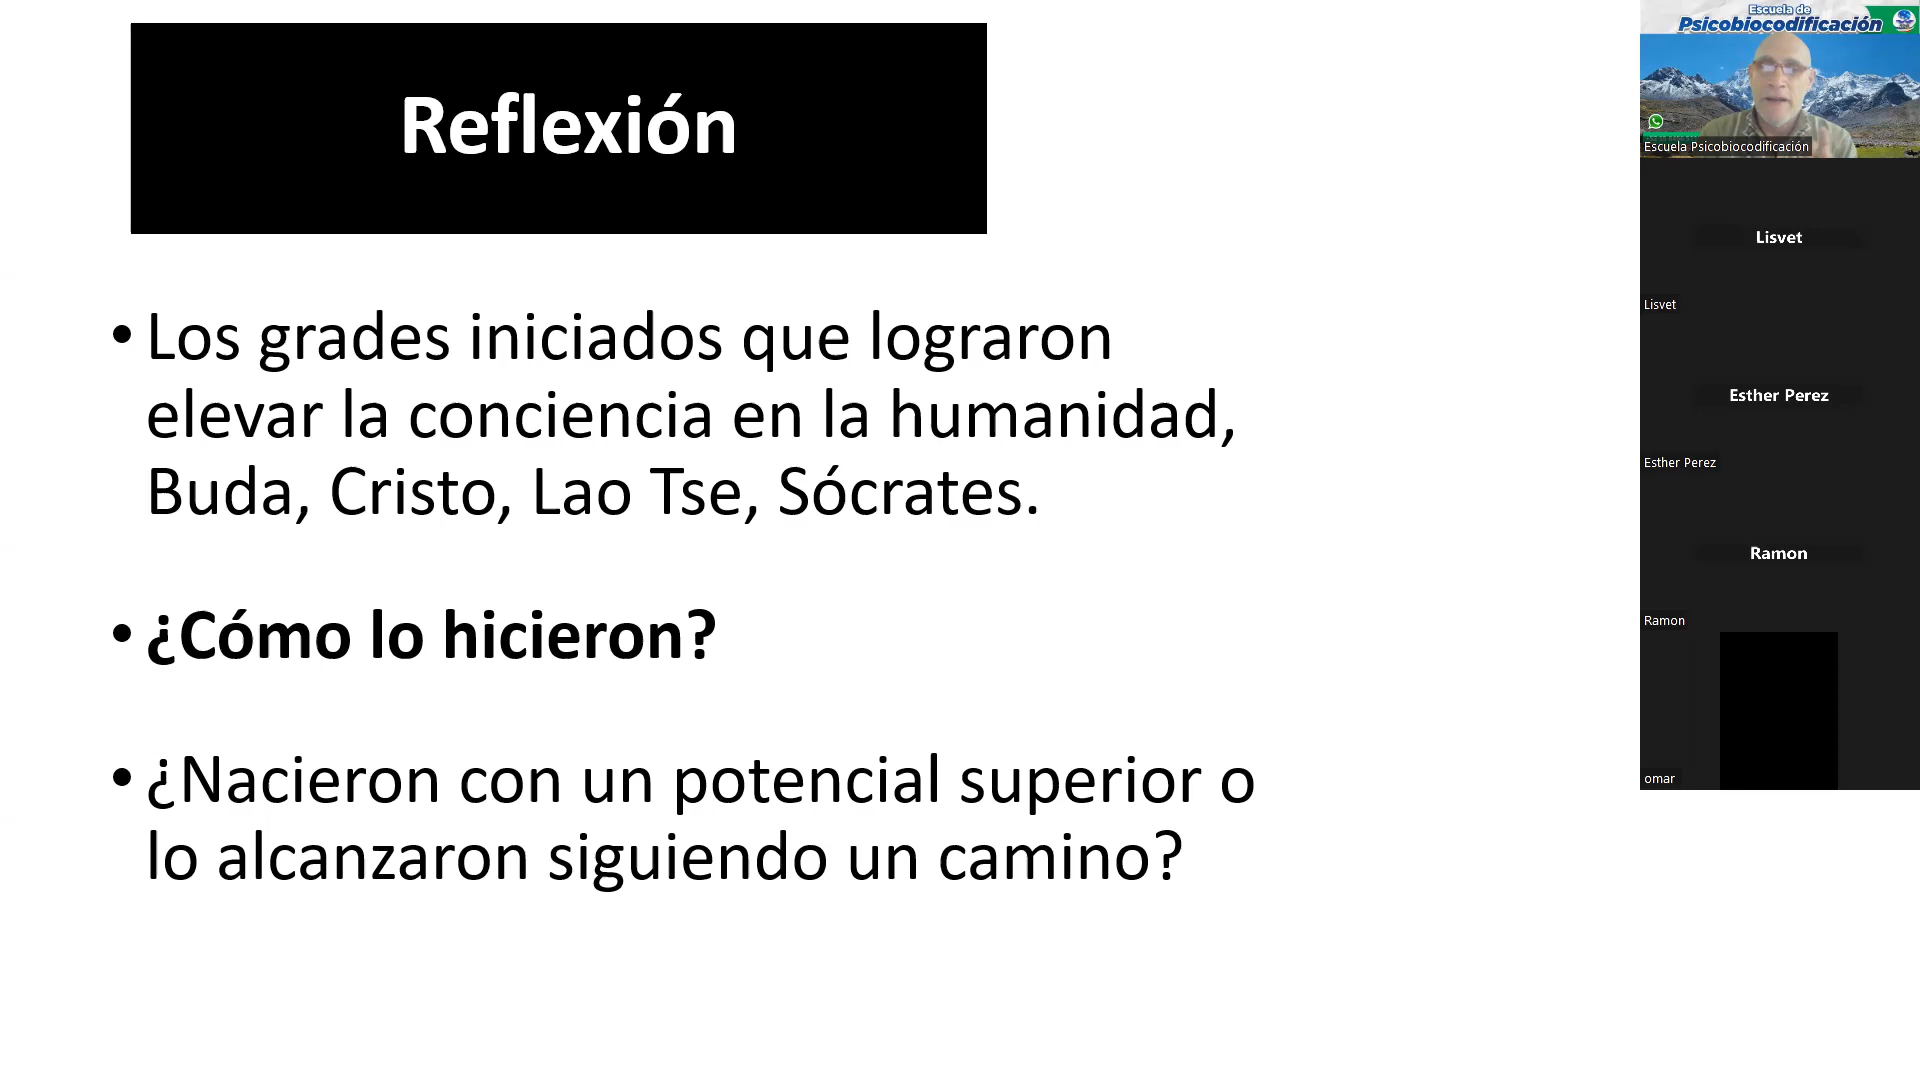 Reflexión
• Los grades iniciados que lograron
elevar la conciencia en la humanidad,
Buda, Cristo, Lao Tse, Sócrates.
• ¿Cómo lo hicieron?
• ¿Nacieron con un potencial superior o
lo alcanzaron siguiendo un camino?
Escuela de
Psicobiocodificación
Escuela Psicobiocodificación
Lisvet
Lisvet
Esther Perez
Esther Perez
Ramon
Ramon
omar